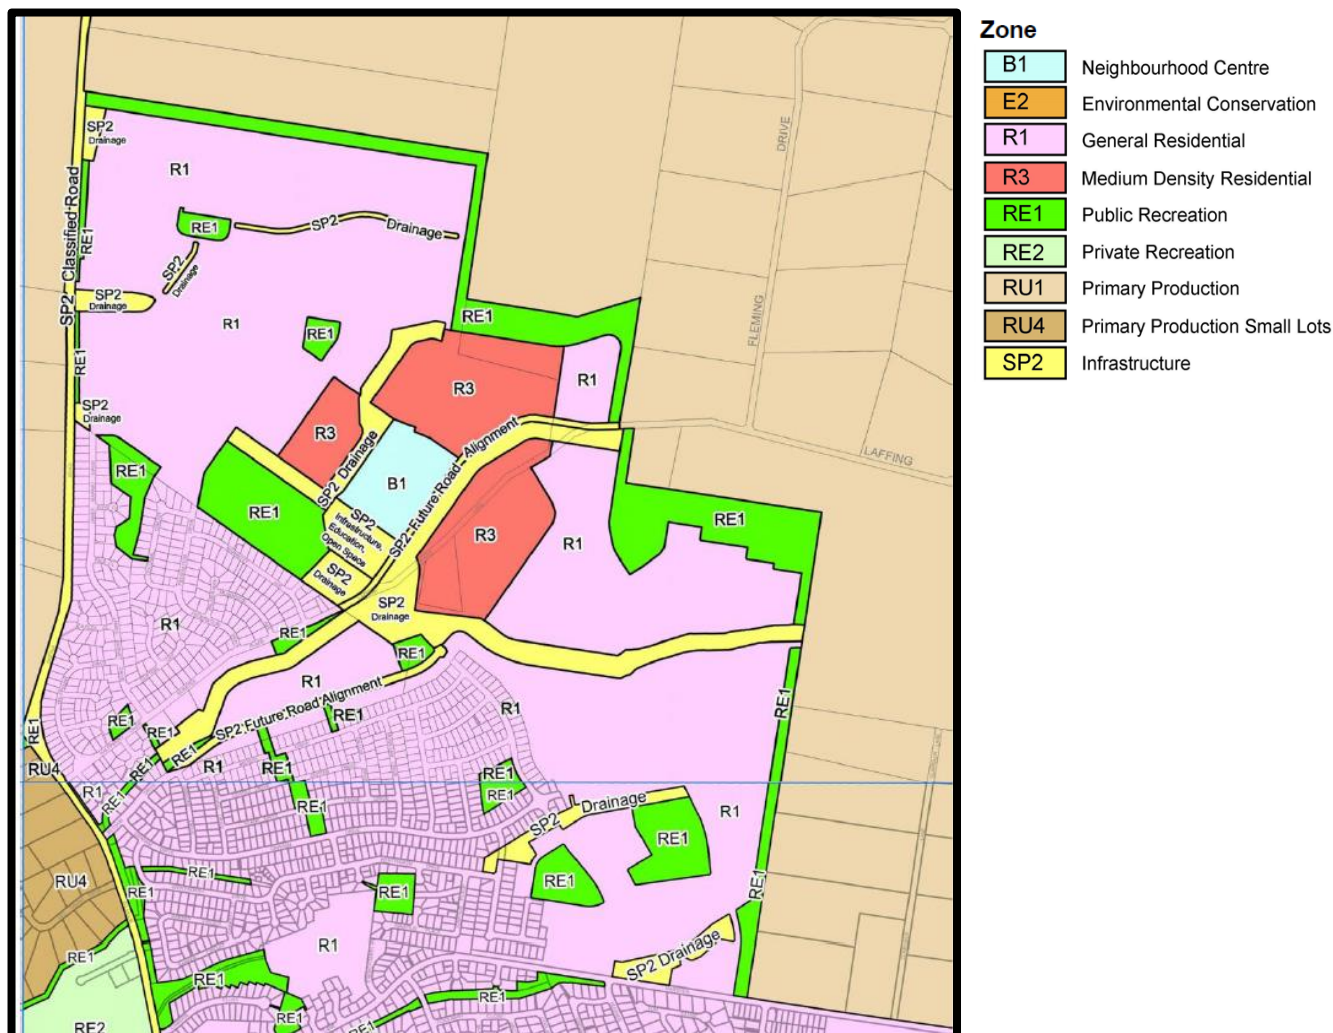 Zone
B1 Neighbourhood Centre
E2 Environmental Conservation
R1 General Residential
R3 Medium Density Residential
RE1 Public Recreation
RE2 Private Recreation
RU1 Primary Production
RU4 Primary Production Small Lots
SP2 Infrastructure
SP2
Drainage
R1
DRIVE
SP2 Classified Road
RE1
RE1
SP2 Drainage
SP2
Drainage
SP2
Drainage
R1
RE1
RE1
FLEMING
RE1
R3
R1
SP2
Drainage
R3
SP2 Drainage
SP2 Future Road Alignment
LAFFING
RE1
B1
RE1
SP2
Infrastructure,
Education,
Open Space
R3
R1
RE1
SP2
Drainage
SP2
Drainage
R1
RE1
RE1
R1
SP2 Future Road Alignment
RE1
R1
RE1
RE1
RE1
RE1
RE1
RE1
R1
RE1
RU4
R1
RE1
RE1
RE1
RE1
RE1
SP2 Drainage
R1
RE1
RE1
RU4
RE1
RE1
RE1
RE1
R1
RE1
SP2 Drainage
RE1
RE1
RE1
RE1
RE2
RE1